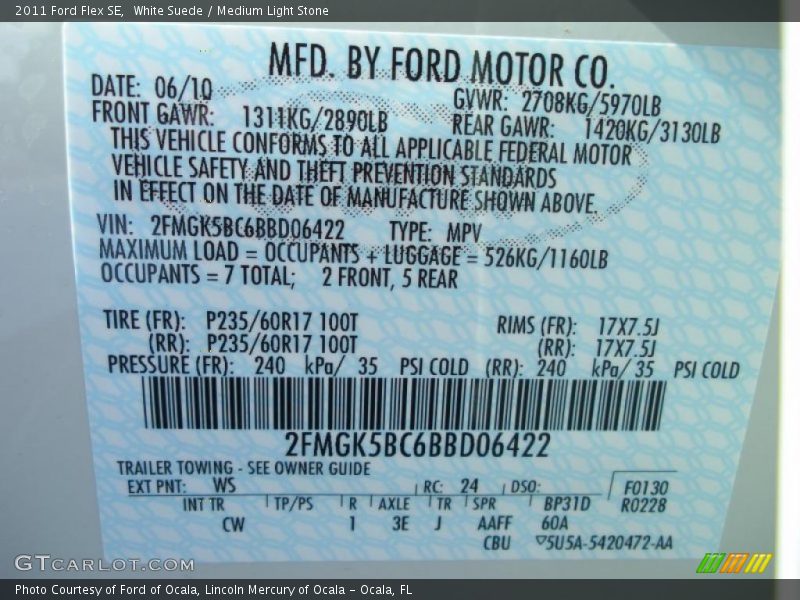 2011 Ford Flex SE,  White Suede / Medium Light Stone
MFD. BY FORD MOTOR CO.
DATE: 06/10
GVWR: 2708KG/5970LB
FRONT GAWR: 1311KG/2890LB
REAR GAWR: 1420KG/3130LB
THIS VEHICLE CONFORMS TO ALL APPLICABLE FEDERAL MOTOR
VEHICLE SAFETY AND THEFT PREVENTION STANDARDS
IN EFFECT ON THE DATE OF MANUFACTURE SHOWN ABOVE.
VIN: 2FMGK5BC6BBD06422 TYPE: MPV
MAXIMUM LOAD = OCCUPANTS + LUGGAGE = 526KG/1160LB
OCCUPANTS = 7 TOTAL; 2 FRONT, 5 REAR
TIRE (FR): P235/60R17 100T RIMS (FR): 17X7.5J
(RR): P235/60R17 100T (RR): 17X7.5J
PRESSURE (FR): 240 kPa/ 35 PSI COLD (RR): 240 kPa/ 35 PSI COLD
2FMGK5BC6BBD06422
TRAILER TOWING - SEE OWNER GUIDE
EXT PNT: WS RC: 24 DSO: F0130
R0228
INT TR TP/PS R AXLE TR SPR BP31D
CW 1 3E J AAFF 60A
CBU ▽5U5A-5420472-AA
GTCARLOT.COM
Photo Courtesy of Ford of Ocala, Lincoln Mercury of Ocala - Ocala, FL